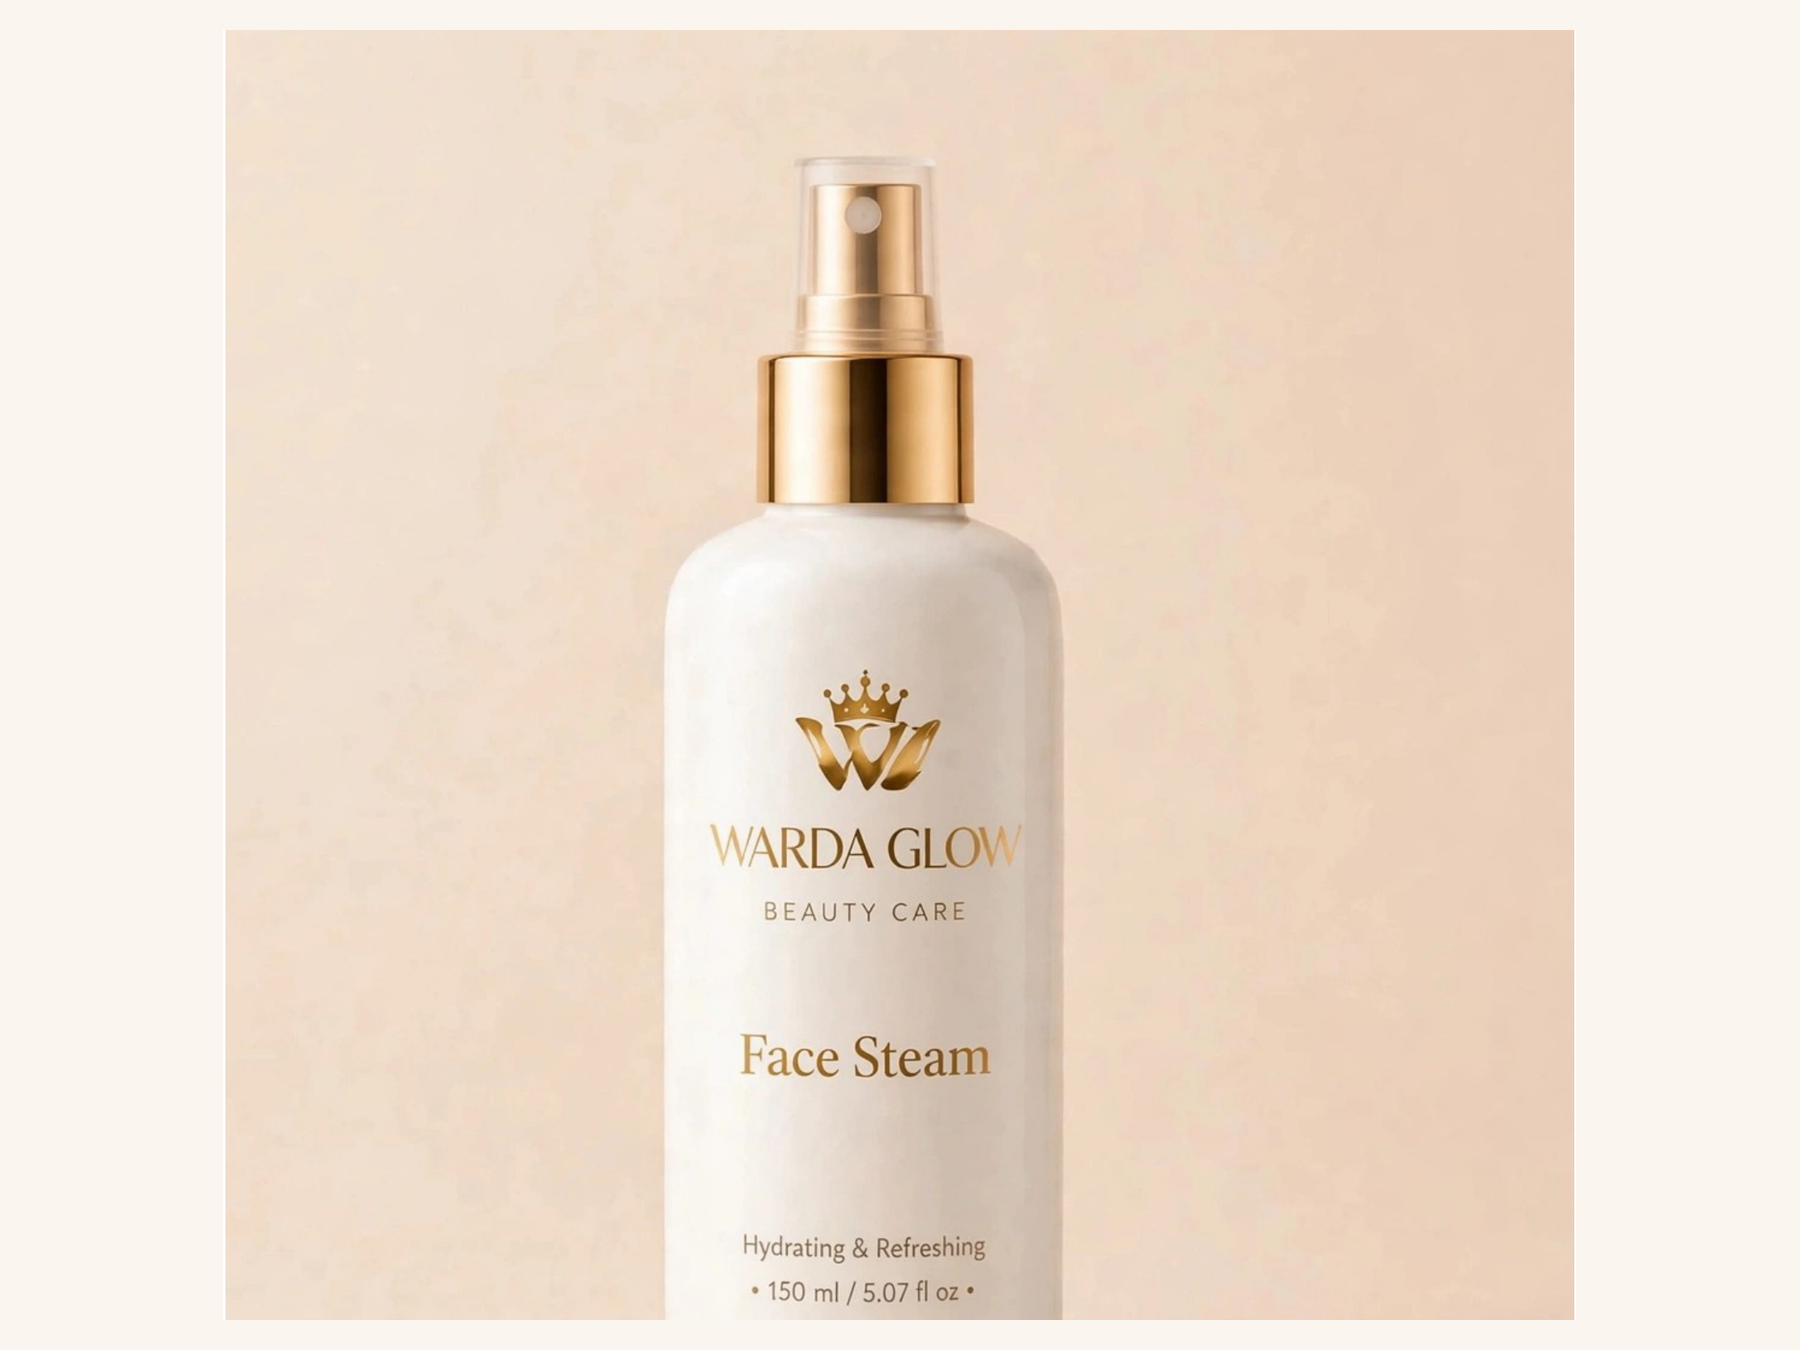 WARDA GLOW
BEAUTY CARE
Face Steam
Hydrating & Refreshing
• 150 ml / 5.07 fl oz •